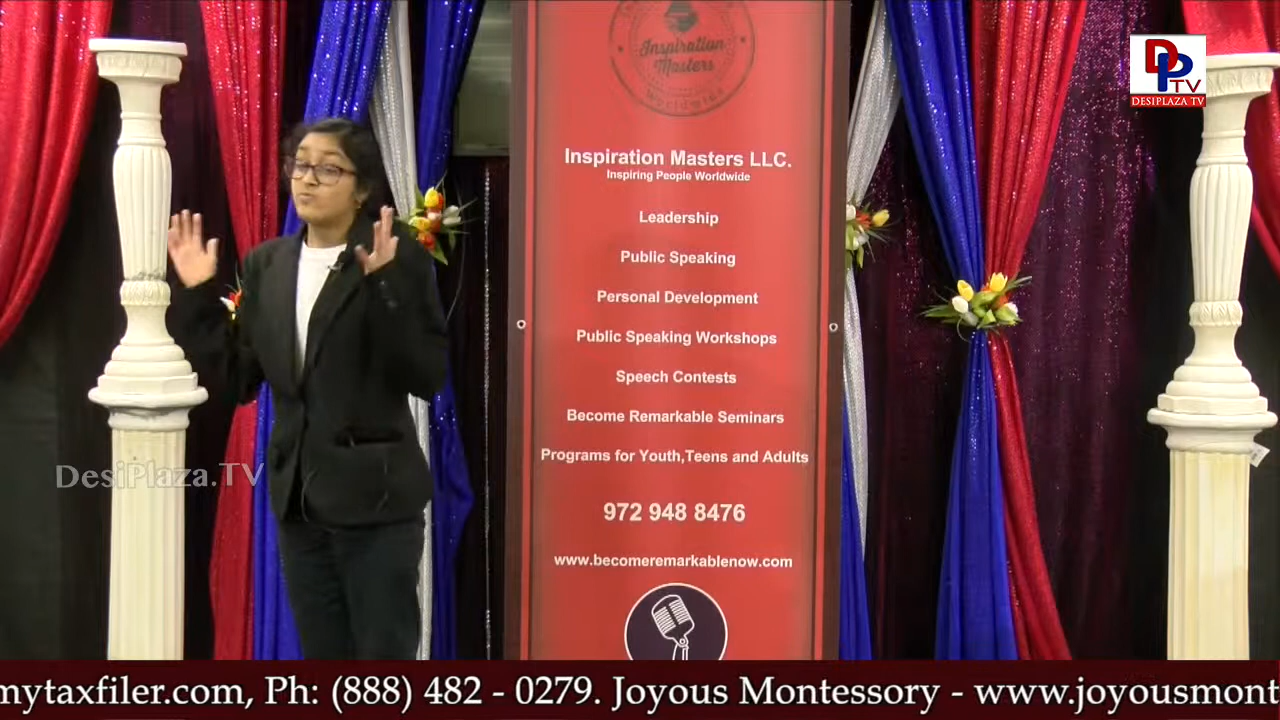 Inspiration
Masters
Worldwide
Inspiration Masters LLC.
Inspiring People Worldwide
Leadership
Public Speaking
Personal Development
Public Speaking Workshops
Speech Contests
Become Remarkable Seminars
Programs for Youth,Teens and Adults
972 948 8476
www.becomeremarkablenow.com
DPTV
DESIPLAZA TV
DesiPlaza.TV
mytaxfiler.com, Ph: (888) 482 - 0279. Joyous Montessory - www.joyousmont